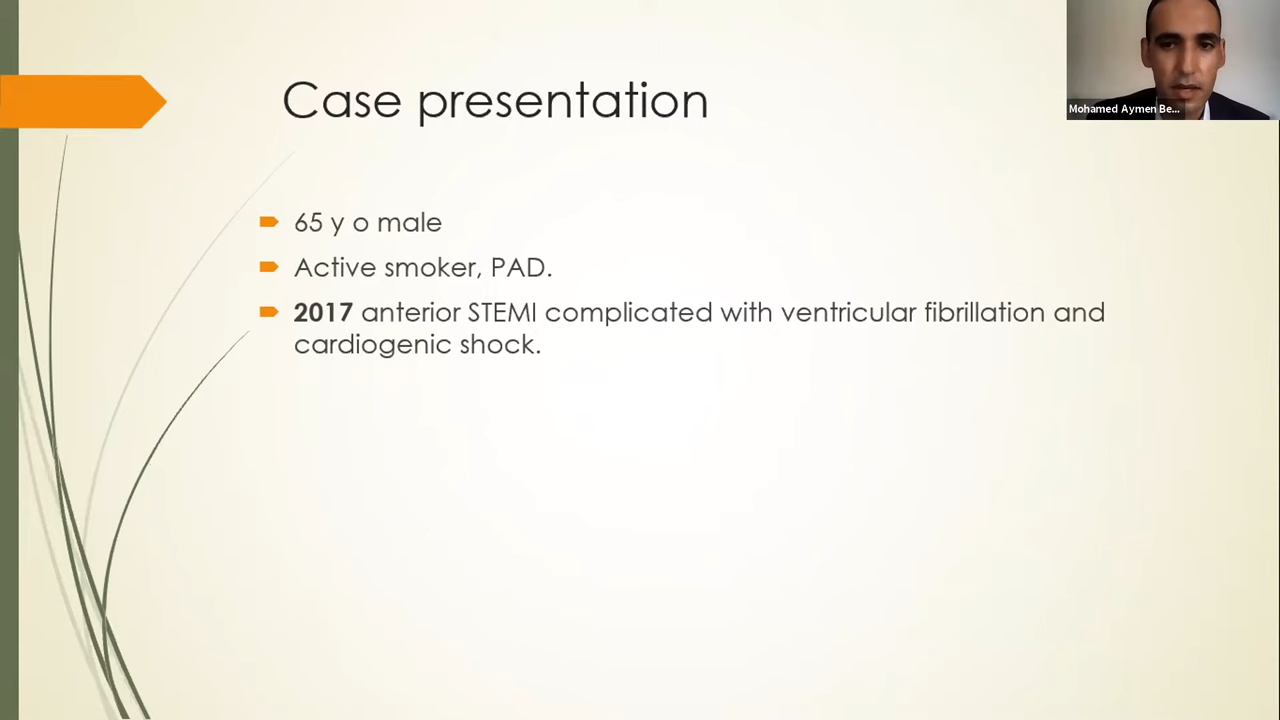 Case presentation
Mohamed Aymen Be...
65 y o male
Active smoker, PAD.
2017 anterior STEMI complicated with ventricular fibrillation and
cardiogenic shock.